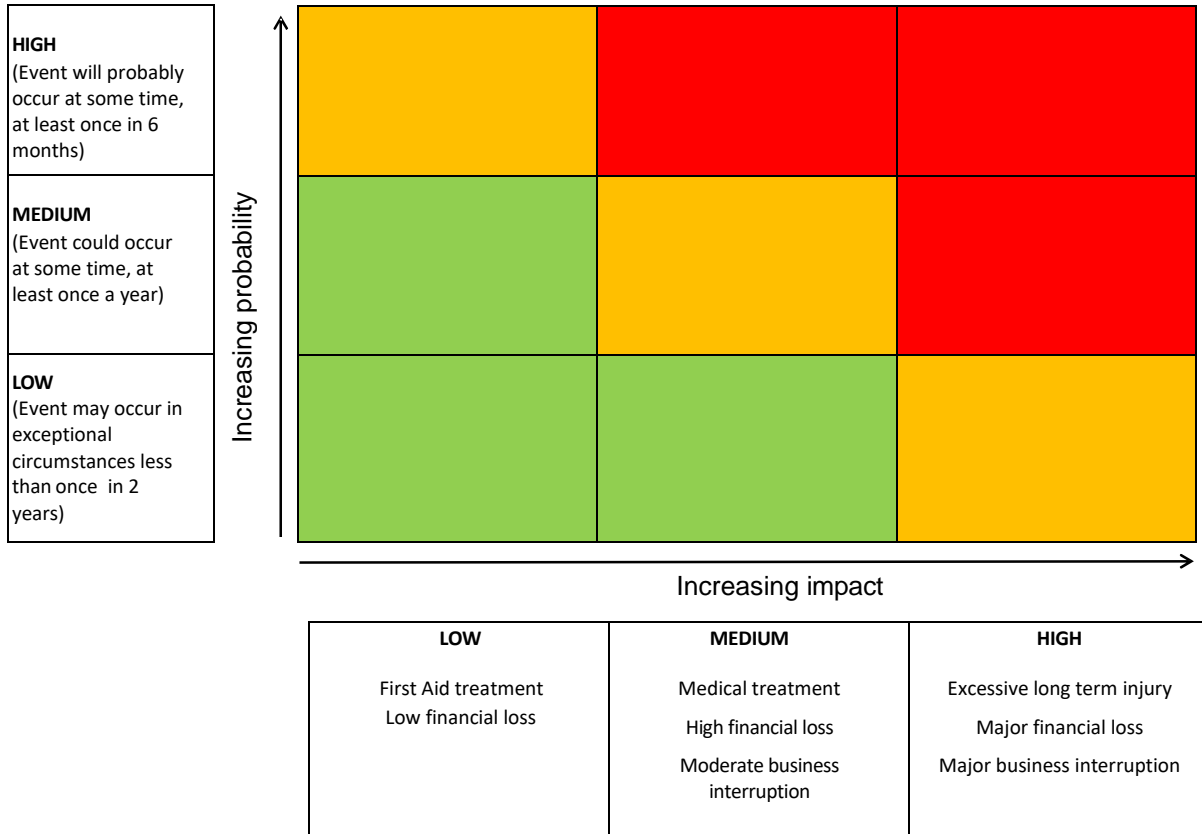 HIGH
(Event will probably
occur at some time,
at least once in 6
months)
MEDIUM
(Event could occur
at some time, at
least once a year)
LOW
(Event may occur in
exceptional
circumstances less
than once in 2
years)
Increasing probability
Increasing impact
LOW
First Aid treatment
Low financial loss
MEDIUM
Medical treatment
High financial loss
Moderate business
interruption
HIGH
Excessive long term injury
Major financial loss
Major business interruption